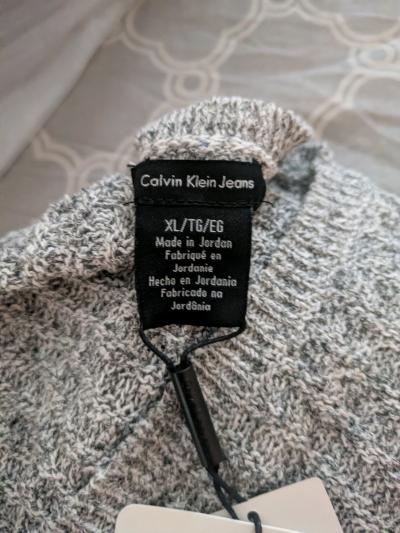 Calvin Klein Jeans
XL/TG/EG
Made in Jordan
Fabriqué en
Jordanie
Hecho en Jordania
Fabricado na
Jordânia